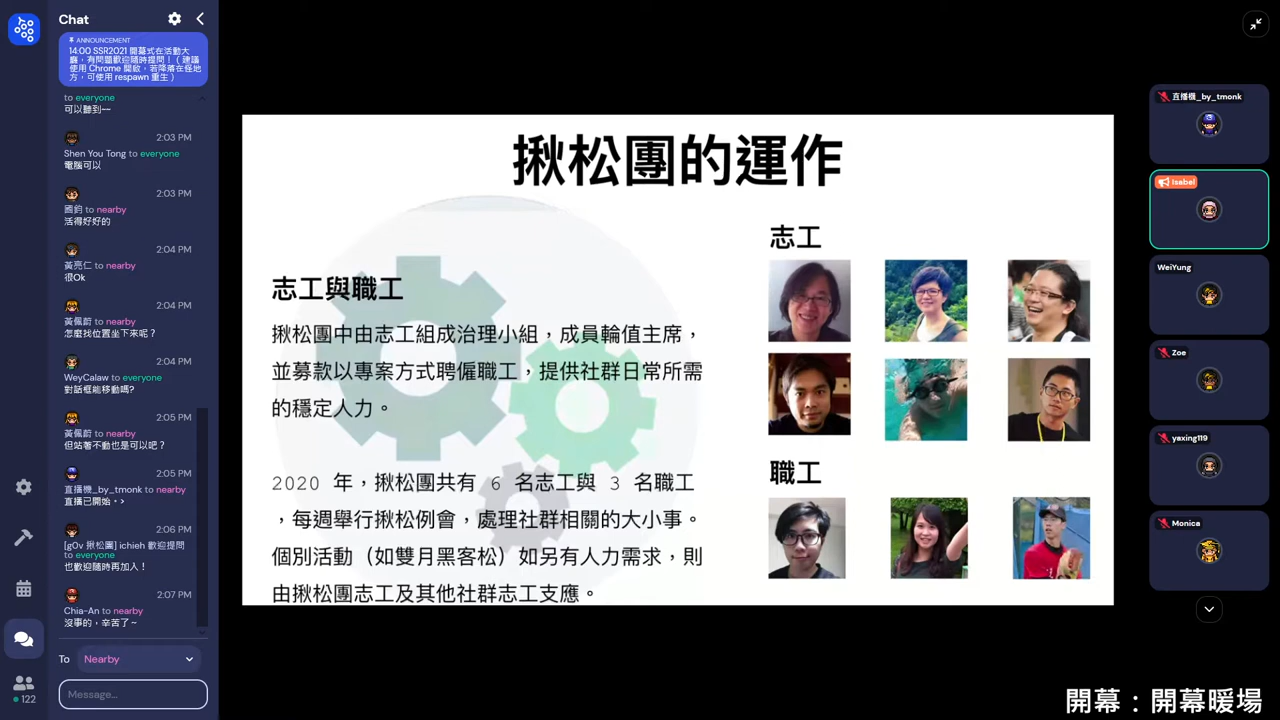 Chat
ANNOUNCEMENT
14:00 SSR2021 開幕式在活動大
廳，有問題歡迎隨時提問！（建議
使用 Chrome 開啟，若降落在怪地
方，可使用 respawn 重生）
to everyone
可以聽到~~
2:03 PM
Shen You Tong to everyone
電腦可以
2:03 PM
國鈞 to nearby
活得好好的
2:04 PM
黃亮仁 to nearby
很Ok
2:04 PM
黃佩蔚 to nearby
怎麼找位置坐下來呢？
2:04 PM
WeyCalaw to everyone
對話框能移動嗎?
2:05 PM
黃佩蔚 to nearby
但站著不動也是可以吧？
2:05 PM
直播機_by_tmonk to nearby
直已開始・>
2:06 PM
[g0v 揪松團] ichieh 歡迎提問
to everyone
也歡迎隨時再加入！
2:07 PM
Chia-An to nearby
沒事的，辛苦了~
To Nearby
Message...
122
揪松團的運作
志工與職工
揪松團中由志工組成治理小組，成員輪值主席，
並募款以專案方式聘僱職工，提供社群日常所需
的穩定人力。
2020 年，揪松團共有 6 名志工與 3 名職工
，每週舉行揪松例會，處理社群相關的大小事。
個別活動（如雙月黑客松）如另有人力需求，則
由揪松團志工及其他社群志工支應。
志工
職工
直播機_by_tmonk
Isabel
WeiYung
Zoe
yaxing119
Monica
開幕：開幕暖場